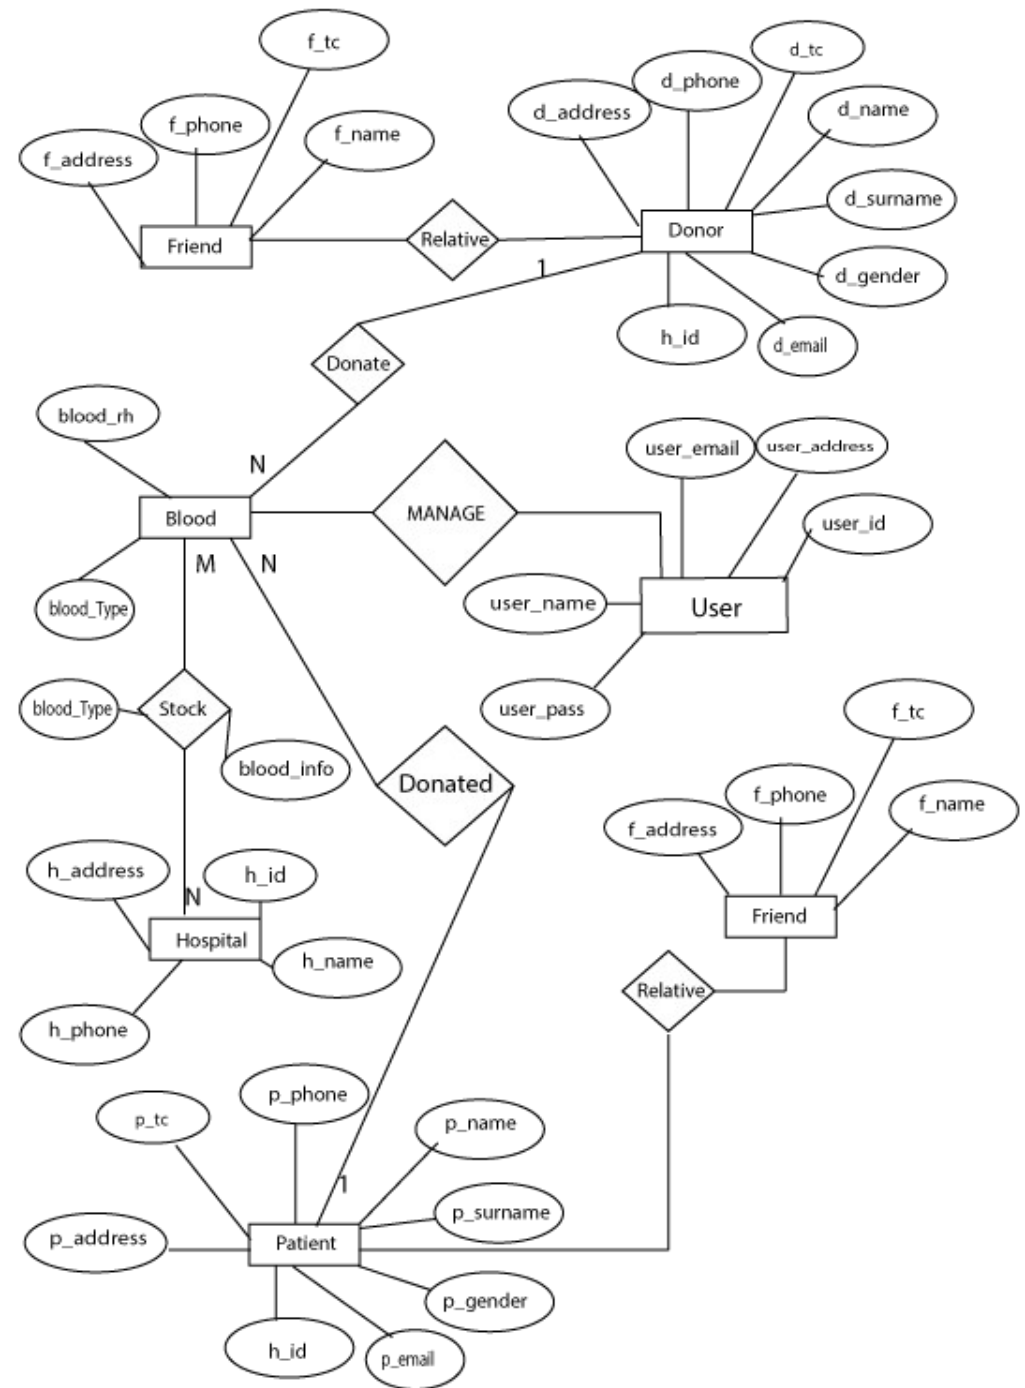 f_tc
f_phone
f_name
f_address
Friend
Relative
d_tc
d_phone
d_address
d_name
d_surname
Donor
d_gender
h_id
d_email
1
Donate
N
blood_rh
Blood
blood_Type
M
N
MANAGE
user_email
user_address
user_id
user_name
User
user_pass
blood_Type
Stock
blood_info
Donated
h_address
h_id
N
Hospital
h_name
h_phone
f_tc
f_phone
f_name
f_address
Friend
Relative
p_tc
p_phone
p_name
1
p_surname
p_address
Patient
p_gender
h_id
p_email